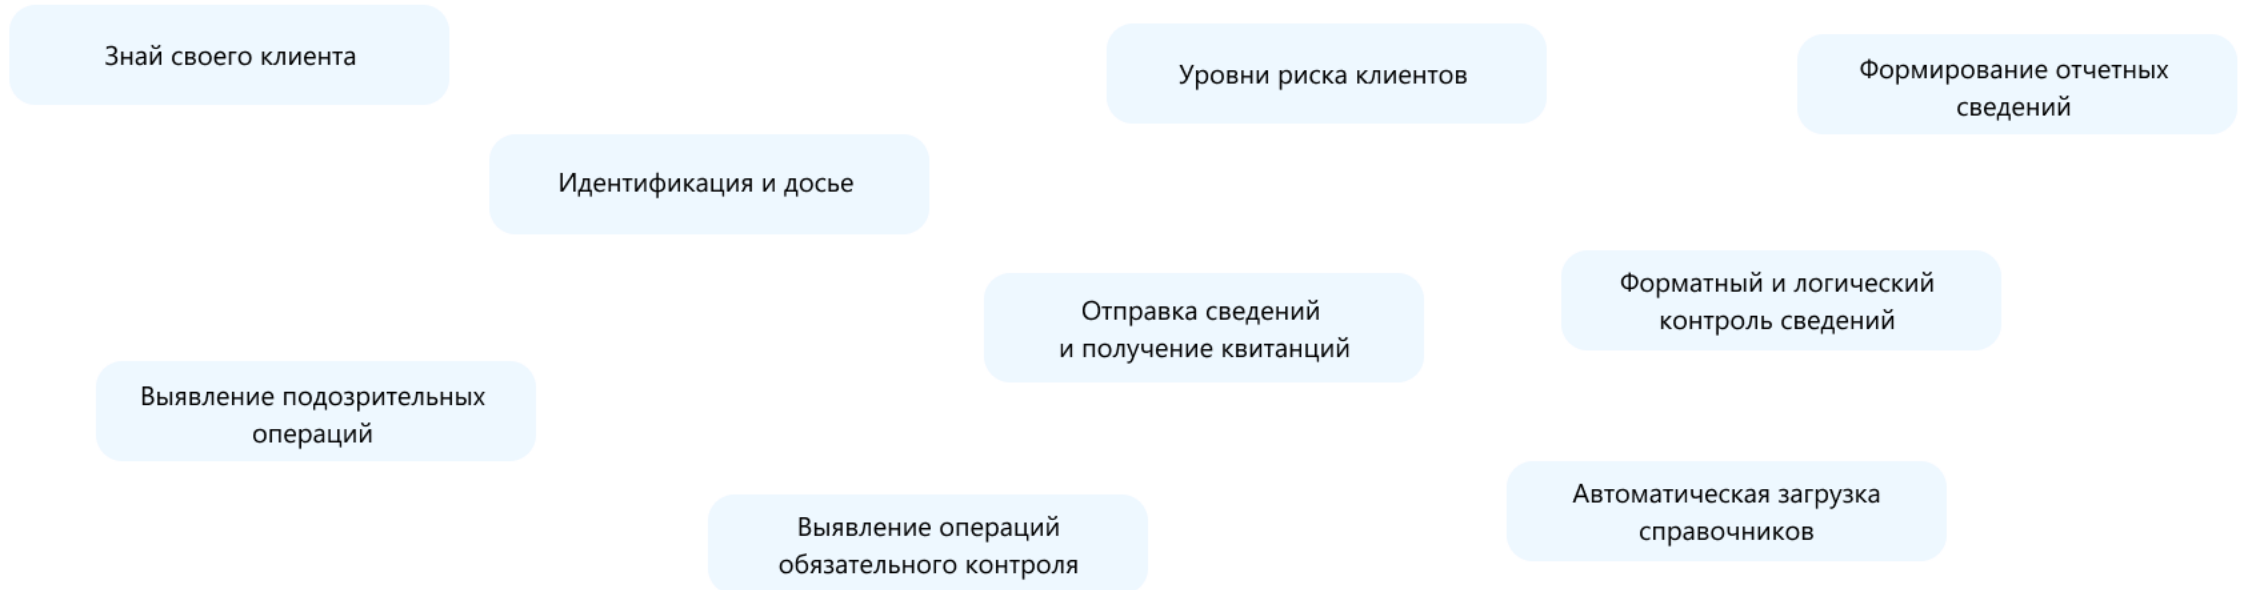 Знай своего клиента
Уровни риска клиентов
Формирование отчетных
сведений
Идентификация и досье
Отправка сведений
и получение квитанций
Форматный и логический
контроль сведений
Выявление подозрительных
операций
Выявление операций
обязательного контроля
Автоматическая загрузка
справочников